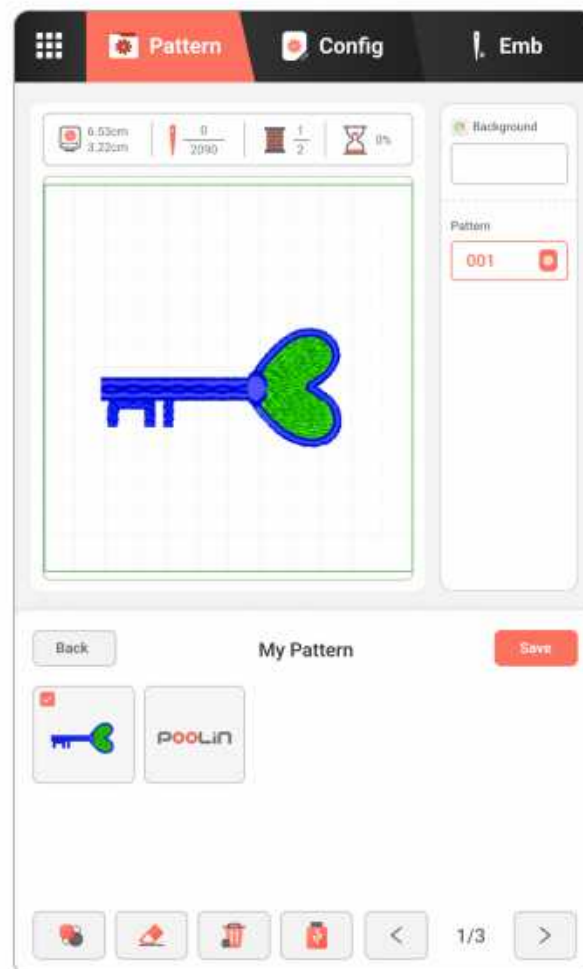 Pattern
Config
Emb
6.53cm
3.22cm
0
2090
1
2
0%
Background
Pattern
001
Back
My Pattern
Save
POOLIN
1/3